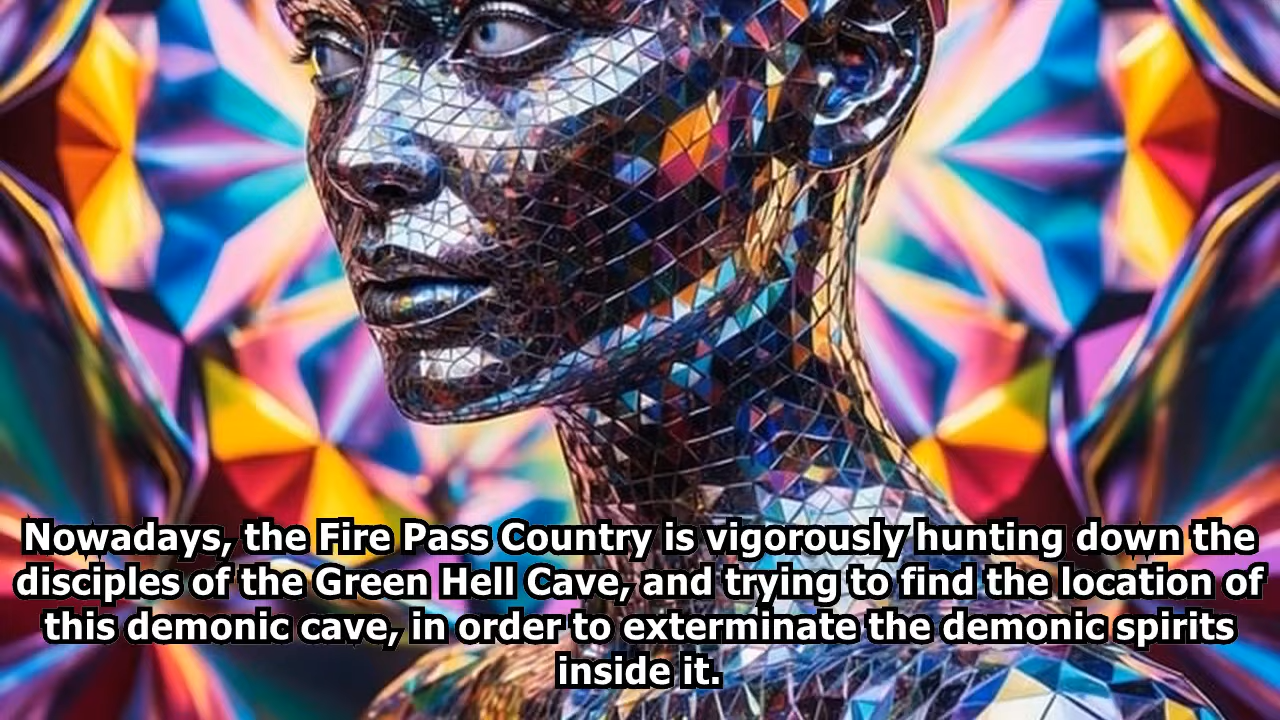 Nowadays, the Fire Pass Country is vigorously hunting down the
disciples of the Green Hell Cave, and trying to find the location of
this demonic cave, in order to exterminate the demonic spirits
inside it.